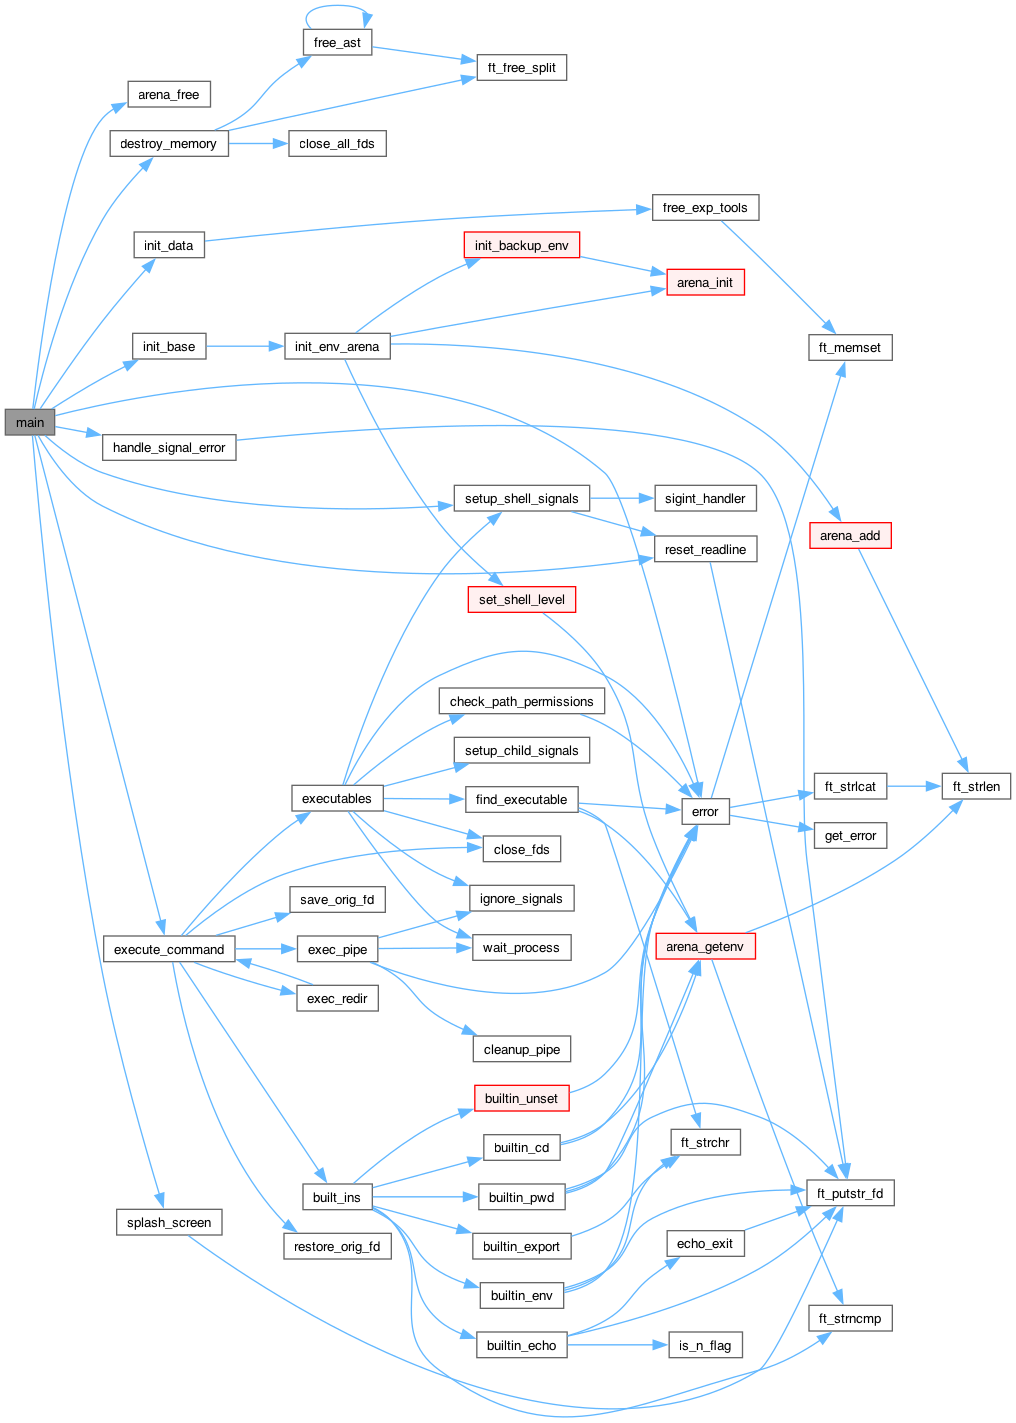 free_ast
ft_free_split
arena_free
destroy_memory
close_all_fds
free_exp_tools
init_data
init_backup_env
arena_init
init_base
init_env_arena
ft_memset
main
handle_signal_error
setup_shell_signals
sigint_handler
arena_add
reset_readline
set_shell_level
check_path_permissions
setup_child_signals
executables
find_executable
error
ft_strlcat
ft_strlen
get_error
close_fds
save_orig_fd
ignore_signals
execute_command
exec_pipe
wait_process
arena_getenv
exec_redir
cleanup_pipe
builtin_unset
builtin_cd
ft_strchr
built_ins
builtin_pwd
ft_putstr_fd
splash_screen
restore_orig_fd
builtin_export
echo_exit
builtin_env
ft_strncmp
builtin_echo
is_n_flag